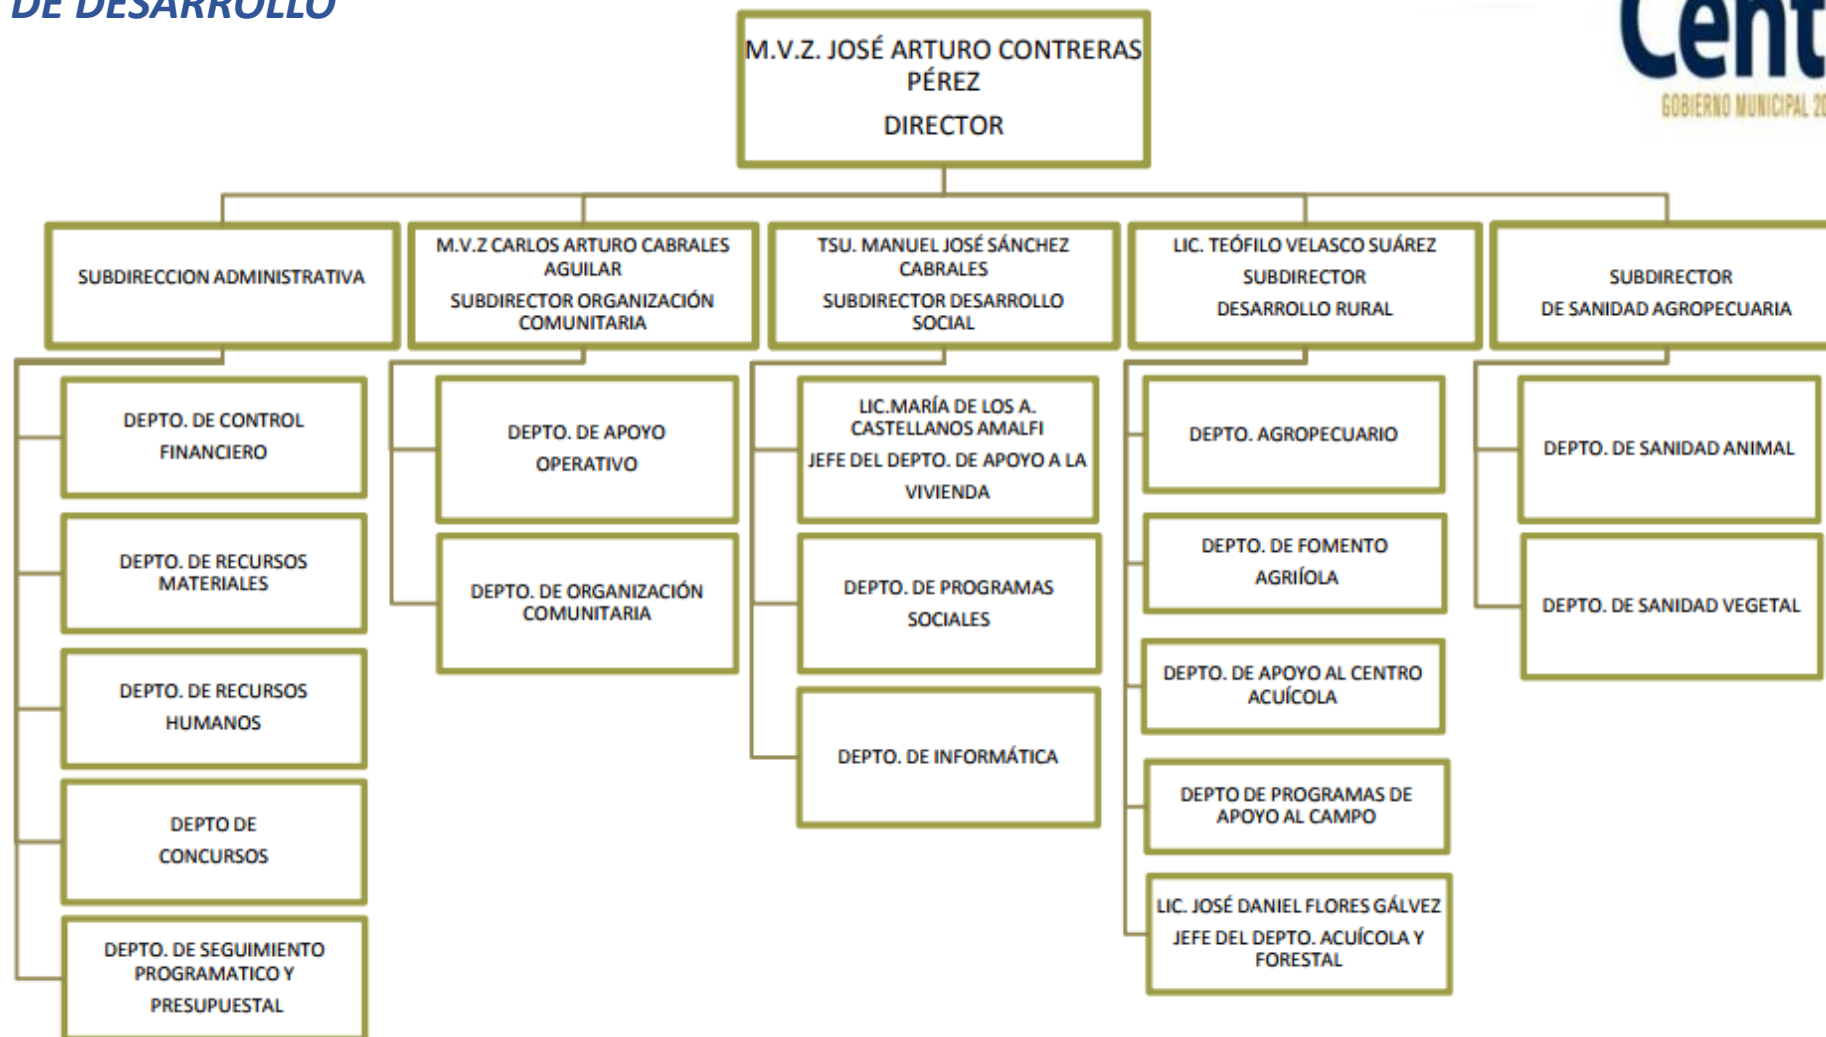 DE DESARROLLO
Cent
GOBIERNO MUNICIPAL 20
M.V.Z. JOSÉ ARTURO CONTRERAS
PÉREZ
DIRECTOR
SUBDIRECCION ADMINISTRATIVA
M.V.Z CARLOS ARTURO CABRALES
AGUILAR
SUBDIRECTOR ORGANIZACIÓN
COMUNITARIA
TSU. MANUEL JOSÉ SÁNCHEZ
CABRALES
SUBDIRECTOR DESARROLLO
SOCIAL
LIC. TEÓFILO VELASCO SUÁREZ
SUBDIRECTOR
DESARROLLO RURAL
SUBDIRECTOR
DE SANIDAD AGROPECUARIA
DEPTO. DE CONTROL
FINANCIERO
DEPTO. DE RECURSOS
MATERIALES
DEPTO. DE RECURSOS
HUMANOS
DEPTO DE
CONCURSOS
DEPTO. DE SEGUIMIENTO
PROGRAMATICO Y
PRESUPUESTAL
DEPTO. DE APOYO
OPERATIVO
DEPTO. DE ORGANIZACIÓN
COMUNITARIA
LIC.MARÍA DE LOS A.
CASTELLANOS AMALFI
JEFE DEL DEPTO. DE APOYO A LA
VIVIENDA
DEPTO. DE PROGRAMAS
SOCIALES
DEPTO. DE INFORMÁTICA
DEPTO. AGROPECUARIO
DEPTO. DE FOMENTO
AGRIÍOLA
DEPTO. DE APOYO AL CENTRO
ACUÍCOLA
DEPTO DE PROGRAMAS DE
APOYO AL CAMPO
LIC. JOSÉ DANIEL FLORES GÁLVEZ
JEFE DEL DEPTO. ACUÍCOLA Y
FORESTAL
DEPTO. DE SANIDAD ANIMAL
DEPTO. DE SANIDAD VEGETAL